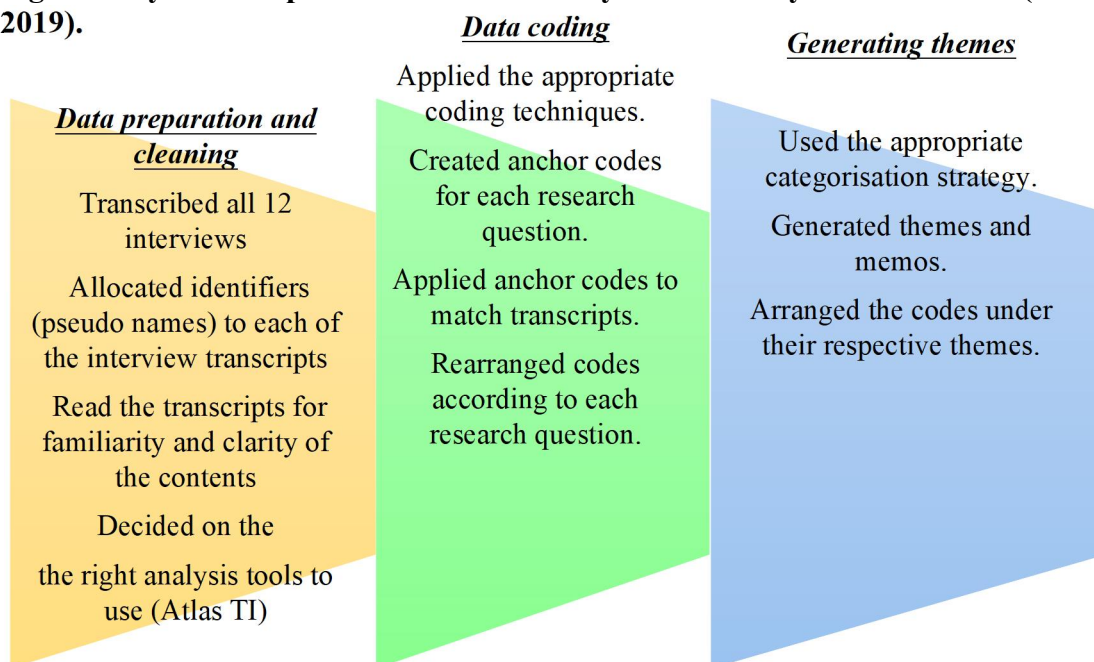 2019).
Data preparation and
cleaning
Transcribed all 12
interviews
Allocated identifiers
(pseudo names) to each of
the interview transcripts
Read the transcripts for
familiarity and clarity of
the contents
Decided on the
the right analysis tools to
use (Atlas TI)
Data coding
Applied the appropriate
coding techniques.
Created anchor codes
for each research
question.
Applied anchor codes to
match transcripts.
Rearranged codes
according to each
research question.
Generating themes
Used the appropriate
categorisation strategy.
Generated themes and
memos.
Arranged the codes under
their respective themes.